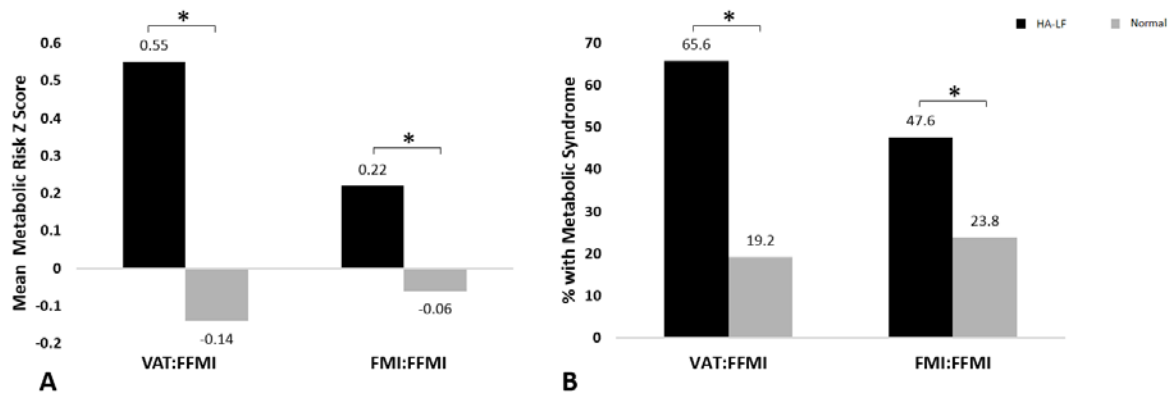 Mean Metabolic Risk Z Score
0.6
0.5
0.4
0.3
0.2
0.1
0
-0.1
-0.2
*
0.55
-0.14
*
0.22
-0.06
VAT:FFMI
FMI:FFMI
A
HA-LF
Normal
% with Metabolic Syndrome
70
60
50
40
30
20
10
0
*
65.6
19.2
*
47.6
23.8
VAT:FFMI
FMI:FFMI
B